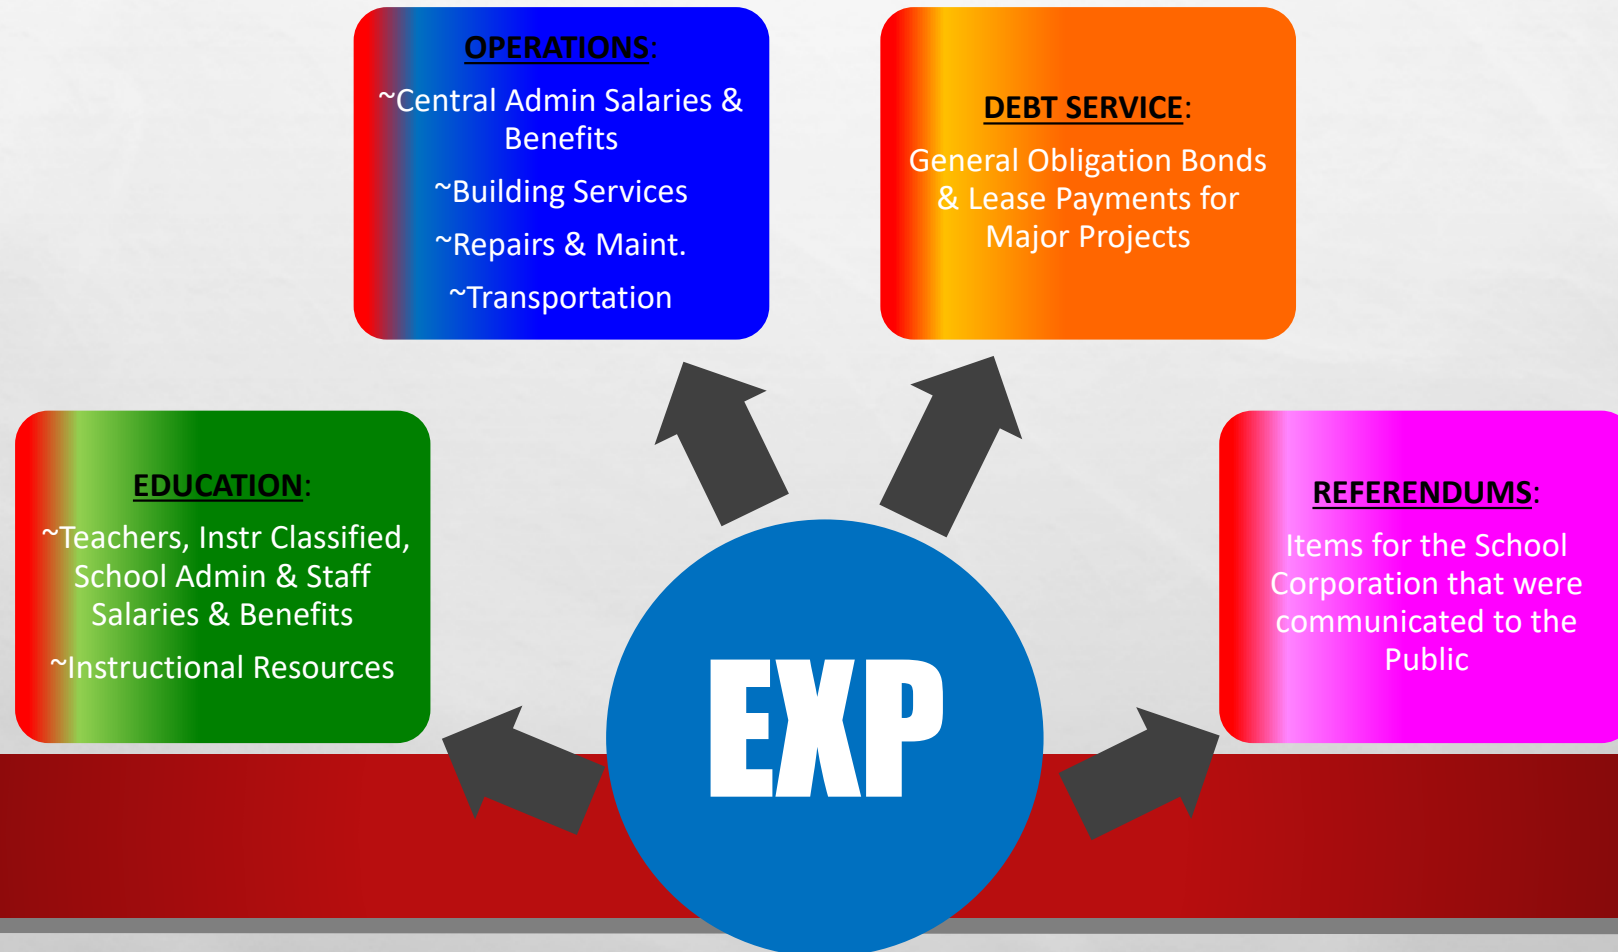 OPERATIONS:
~Central Admin Salaries &
Benefits
~Building Services
~Repairs & Maint.
~Transportation
DEBT SERVICE:
General Obligation Bonds
& Lease Payments for
Major Projects
EDUCATION:
~Teachers, Instr Classified,
School Admin & Staff
Salaries & Benefits
~Instructional Resources
REFERENDUMS:
Items for the School
Corporation that were
communicated to the
Public
EXP